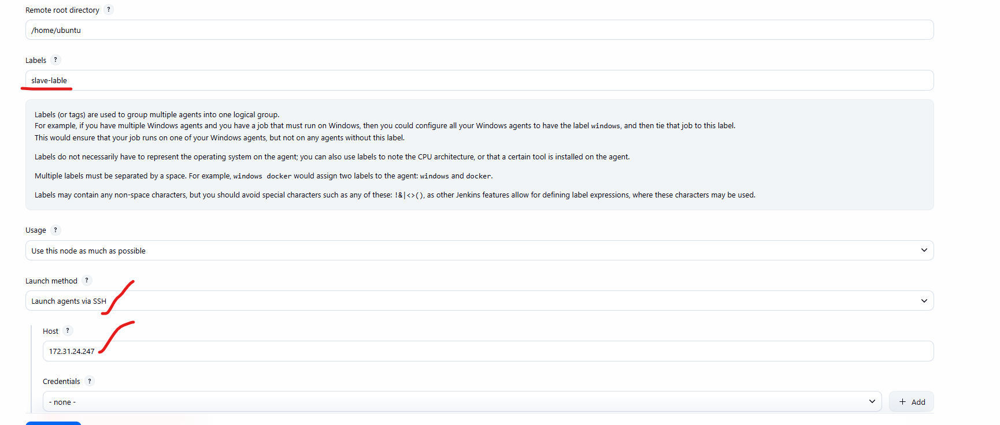 Remote root directory ?
/home/ubuntu
Labels ?
slave-lable
Labels (or tags) are used to group multiple agents into one logical group.
For example, if you have multiple Windows agents and you have a job that must run on Windows, then you could configure all your Windows agents to have the label windows, and then tie that job to this label.
This would ensure that your job runs on one of your Windows agents, but not on any agents without this label.
Labels do not necessarily have to represent the operating system on the agent; you can also use labels to note the CPU architecture, or that a certain tool is installed on the agent.
Multiple labels must be separated by a space. For example, windows docker would assign two labels to the agent: windows and docker.
Labels may contain any non-space characters, but you should avoid special characters such as any of these: !&|<>(), as other Jenkins features allow for defining label expressions, where these characters may be used.
Usage ?
Use this node as much as possible
Launch method ?
Launch agents via SSH
Host ?
172.31.24.247
Credentials ?
- none -
+ Add